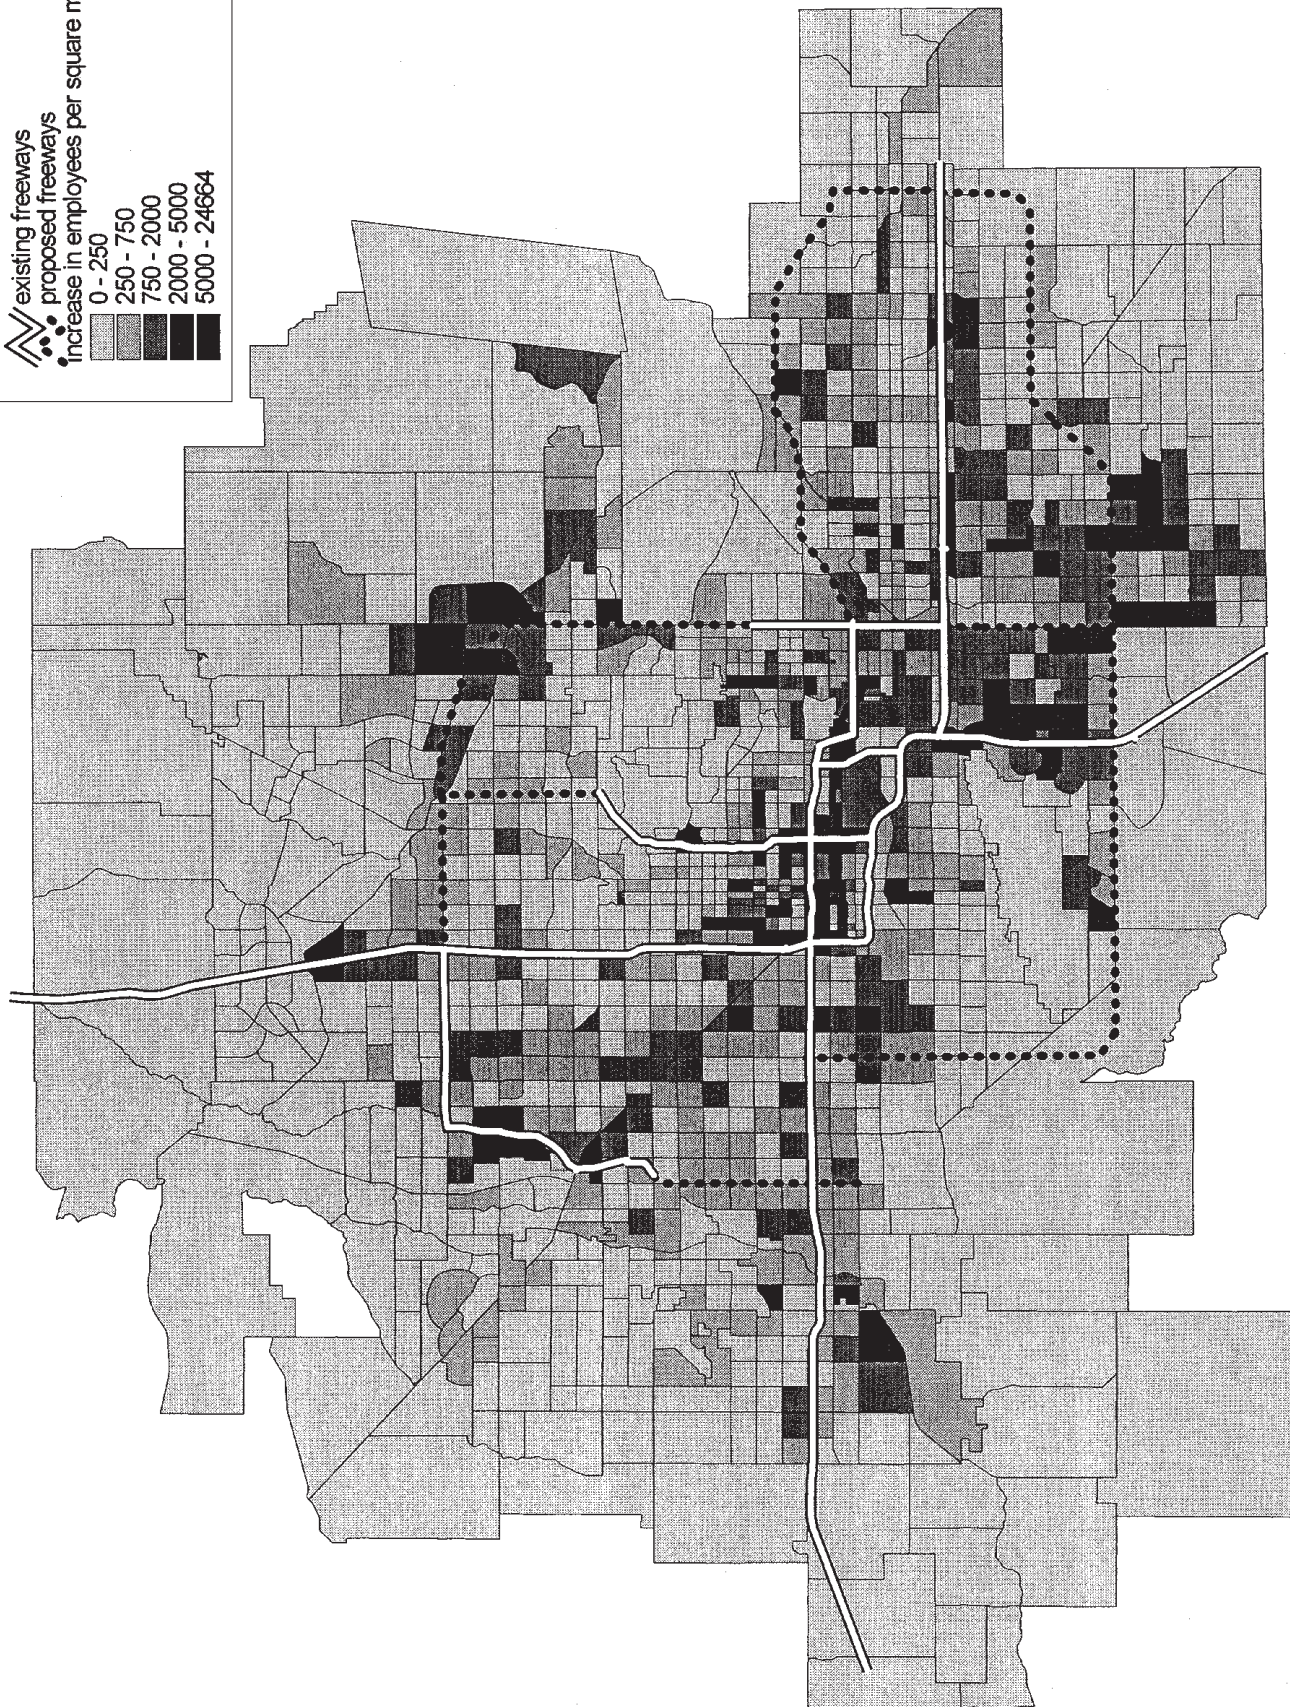 existing freeways
proposed freeways
increase in employees per square
0 - 250
250 - 750
750 - 2000
2000 - 5000
5000 - 24664